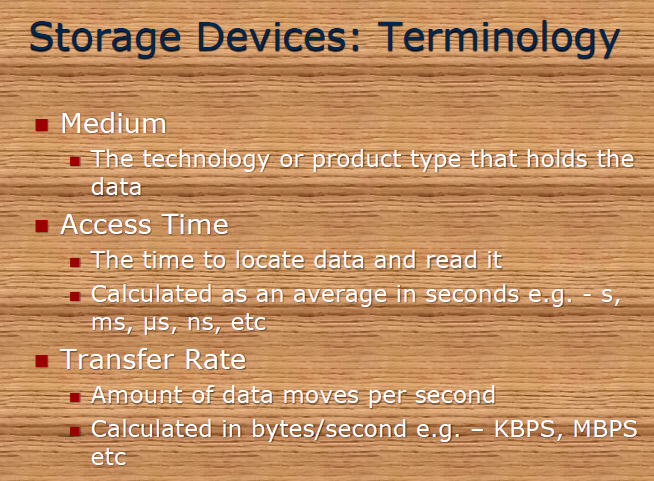 Storage Devices: Terminology
Medium
The technology or product type that holds the
data
Access Time
The time to locate data and read it
Calculated as an average in seconds e.g. - s,
ms, µs, ns, etc
Transfer Rate
Amount of data moves per second
Calculated in bytes/second e.g. – KBPS, MBPS
etc